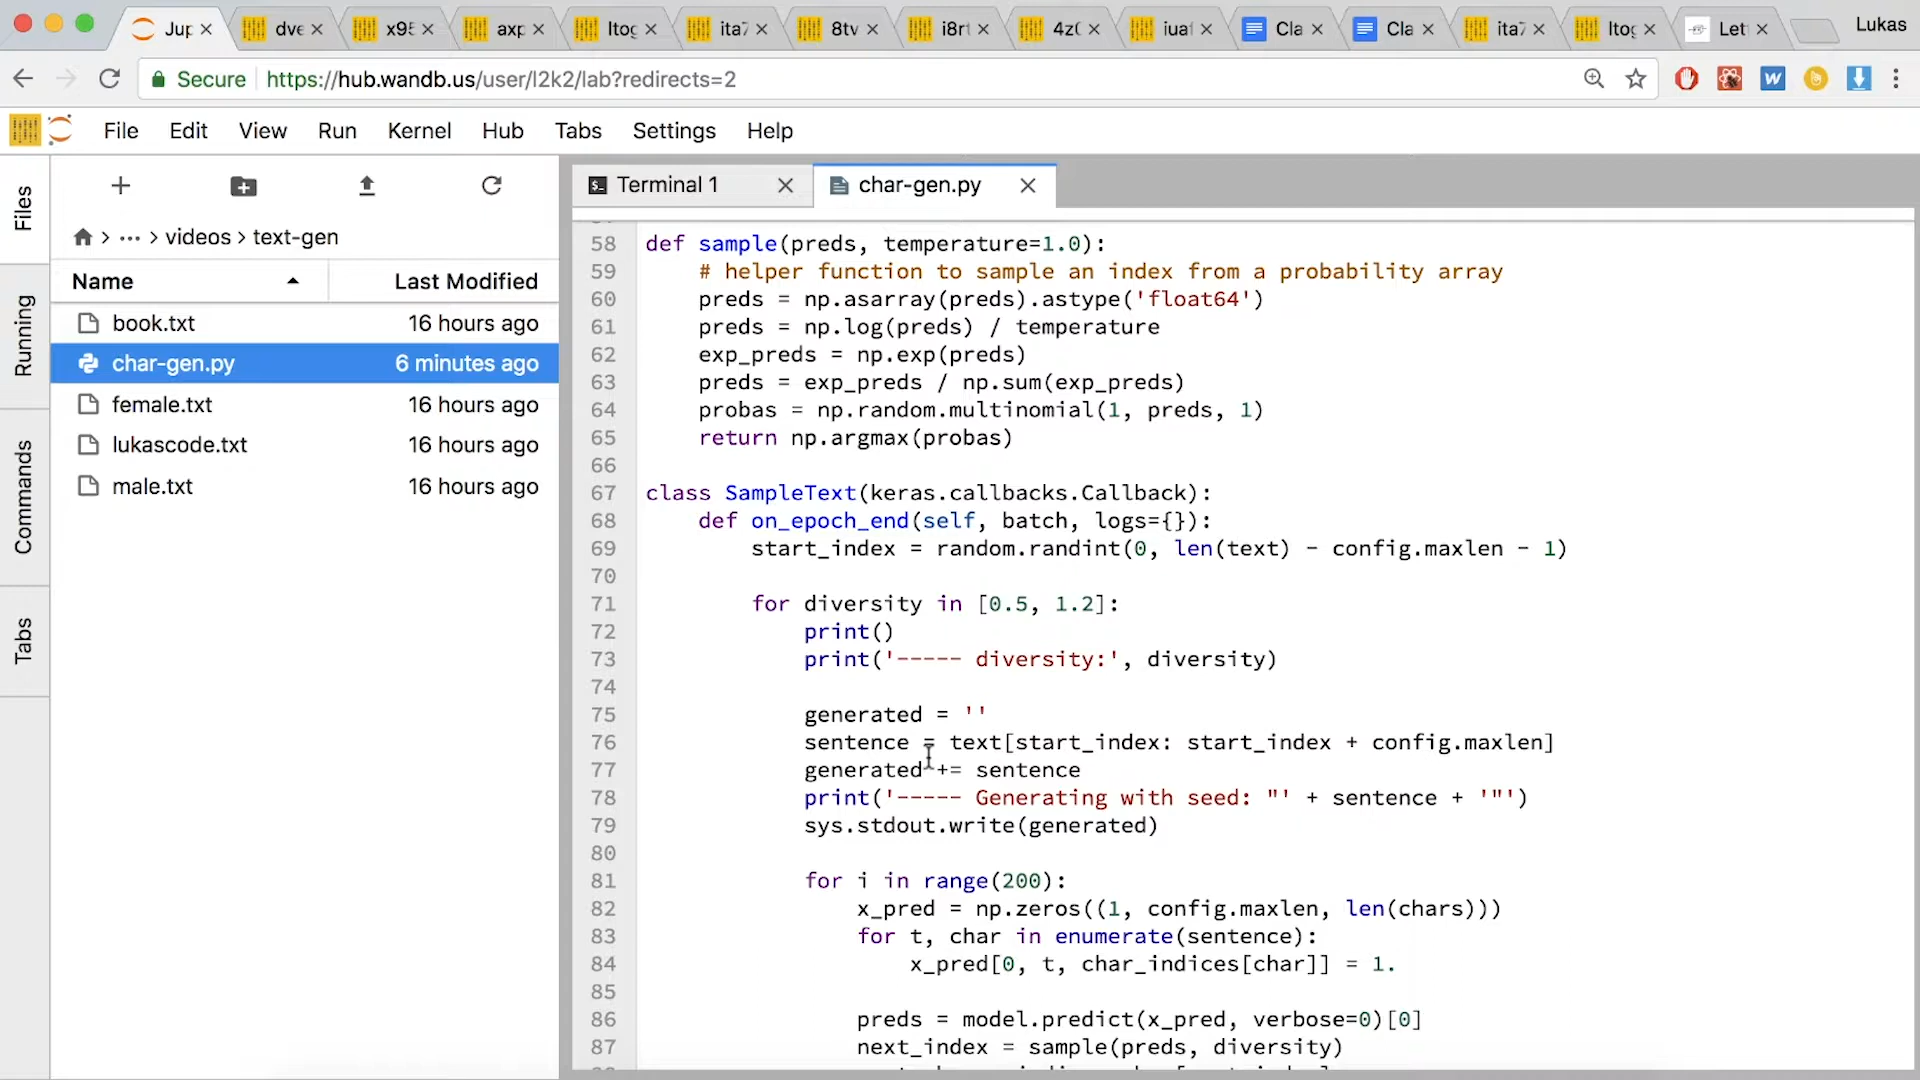 Jup
dve
x95
axp
ltog
ita7
8tv
i8r1
4z(
iuaf
Cla
Cla
ita7
ltog
Let
Lukas
Secure https://hub.wandb.us/user/l2k2/lab?redirects=2
File Edit View Run Kernel Hub Tabs Settings Help
Files
Running
Commands
Tabs
videos > text-gen
Name Last Modified
book.txt 16 hours ago
char-gen.py 6 minutes ago
female.txt 16 hours ago
lukascode.txt 16 hours ago
male.txt 16 hours ago
Terminal 1
char-gen.py
58 def sample(preds, temperature=1.0):
59 # helper function to sample an index from a probability array
60 preds = np.asarray(preds).astype('float64')
61 preds = np.log(preds) / temperature
62 exp_preds = np.exp(preds)
63 preds = exp_preds / np.sum(exp_preds)
64 probas = np.random.multinomial(1, preds, 1)
65 return np.argmax(probas)
66
67 class SampleText(keras.callbacks.Callback):
68 def on_epoch_end(self, batch, logs={}):
69 start_index = random.randint(0, len(text) - config.maxlen - 1)
70
71 for diversity in [0.5, 1.2]:
72 print()
73 print('----- diversity:', diversity)
74
75 generated = ''
76 sentence = text[start_index: start_index + config.maxlen]
77 generated += sentence
78 print('----- Generating with seed: "' + sentence + '"')
79 sys.stdout.write(generated)
80
81 for i in range(200):
82 x_pred = np.zeros((1, config.maxlen, len(chars)))
83 for t, char in enumerate(sentence):
84 x_pred[0, t, char_indices[char]] = 1.
85
86 preds = model.predict(x_pred, verbose=0)[0]
87 next_index = sample(preds, diversity)